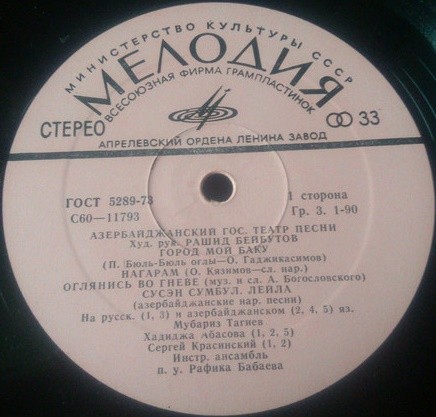 МИНИСТЕРСТВО КУЛЬТУРЫ СССР
МЕЛОДИЯ
ВСЕСОЮЗНАЯ ФИРМА ГРАМПЛАСТИНОК
СТЕРЕО
33
АПРЕЛЕВСКИЙ ОРДЕНА ЛЕНИНА ЗАВОД
ГОСТ 5289-73
1 сторона
С60—11793
Гр. 3. 1-90
АЗЕРБАЙДЖАНСКИЙ ГОС. ТЕАТР ПЕСНИ
Худ. рук. РАШИД БЕЙБУТОВ
ГОРОД МОЙ БАКУ
(П. Бюль-Бюль оглы—О. Гаджикасимов)
НАГАРАМ (О. Кязимов—сл. нар.)
ОГЛЯНИСЬ ВО ГНЕВЕ (муз. и сл. А. Богословского)
СУСЭН СУМБУЛ. ЛЕЙЛА
(азербайджанские нар. песни)
На русск. (1, 3) и азербайджанском (2, 4, 5) яз.
Мубариз Тагиев
Хадиджа Абасова (1, 2, 5)
Сергей Красинский (1, 2)
Инстр. ансамбль
п. у. Рафика Бабаева